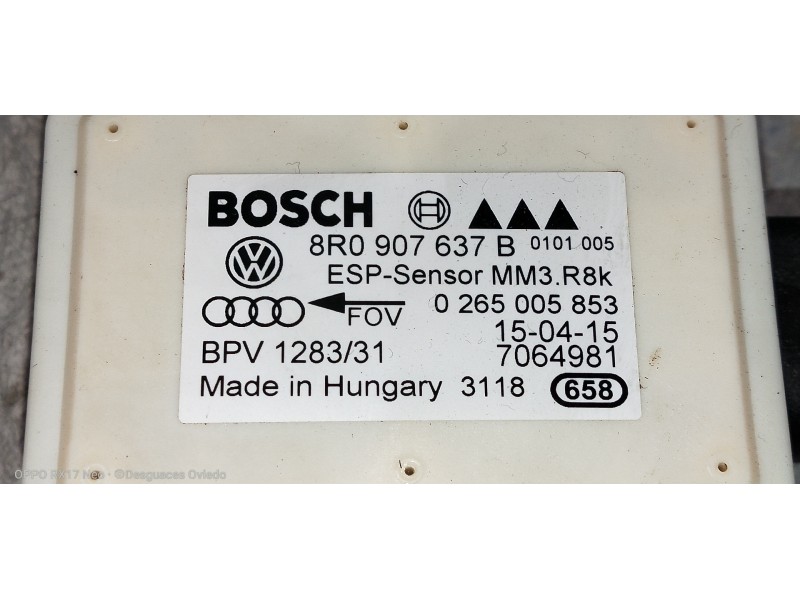 BOSCH
8R0 907 637 B 0101 005
ESP-Sensor MM3.R8k
FOV 0 265 005 853
15-04-15
BPV 1283/31 7064981
Made in Hungary 3118 658
OPPO RX17 Neo · ©Desguaces Oviedo